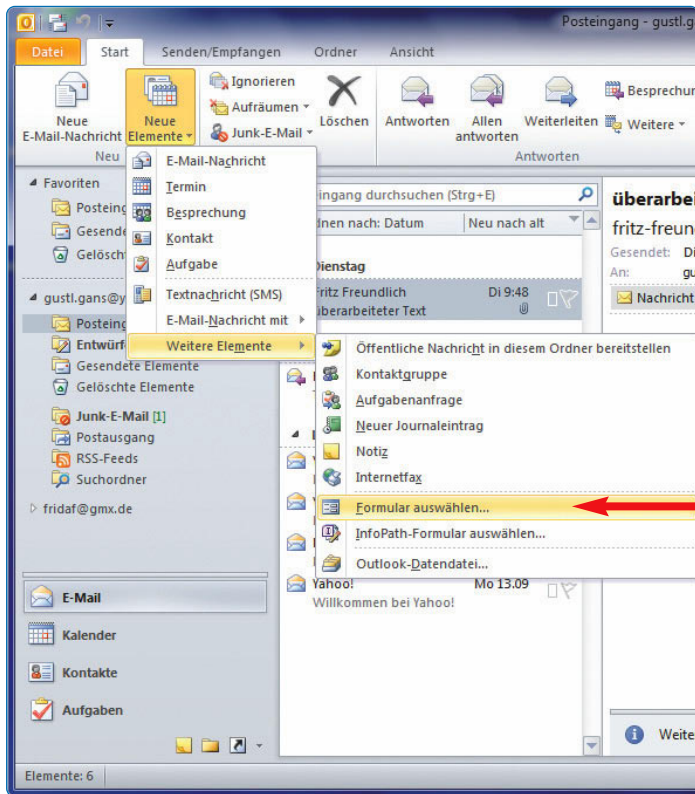 Posteingang - gustl.g
Datei Start Senden/Empfangen Ordner Ansicht
Neue E-Mail-Nachricht
Neue Elemente
Ignorieren
Aufräumen
Junk-E-Mail
Löschen
Antworten
Allen antworten
Weiterleiten
Besprechun
Weitere
Neu
Antworten
E-Mail-Nachricht
Termin
Besprechung
Kontakt
Aufgabe
Textnachricht (SMS)
E-Mail-Nachricht mit
Weitere Elemente
Favoriten
Posteing
Gesende
Gelösch
gustl.gans@y
Posteing
Entwürf
Gesendete Elemente
Gelöschte Elemente
Junk-E-Mail [1]
Postausgang
RSS-Feeds
Suchordner
fridaf@gmx.de
E-Mail
Kalender
Kontakte
Aufgaben
Elemente: 6
ingang durchsuchen (Strg+E)
dnen nach: Datum Neu nach alt
Dienstag
Fritz Freundlich Di 9:48
überarbeiteter Text
Öffentliche Nachricht in diesem Ordner bereitstellen
Kontaktgruppe
Aufgabenanfrage
Neuer Journaleintrag
Notiz
Internetfax
Formular auswählen...
InfoPath-Formular auswählen...
Outlook-Datendatei...
Yahoo! Mo 13.09
Willkommen bei Yahoo!
überarbei
fritz-freun
Gesendet: Di
An: gu
Nachricht
Weite